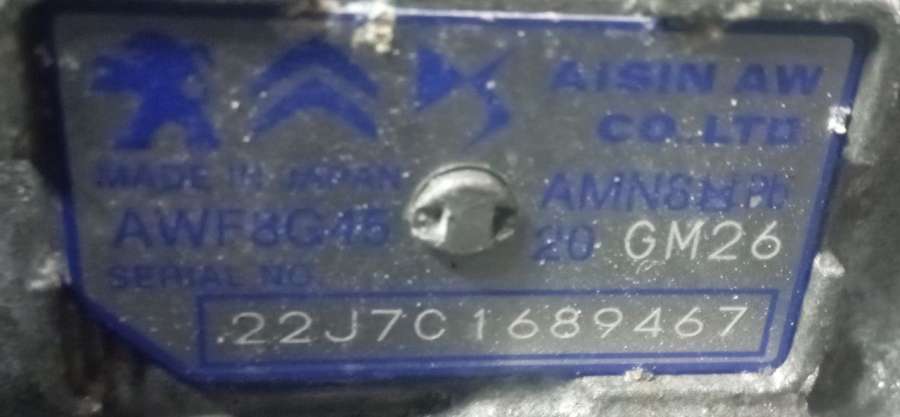 AISIN AW
CO.,LTD
MADE IN JAPAN
AWF8G45
20 GM26
SERIAL NO.
22J7C1689467